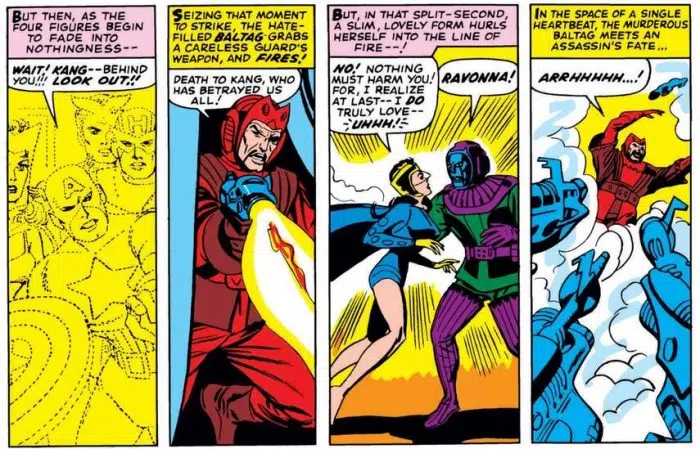 BUT THEN, AS THE
FOUR FIGURES BEGIN
TO FADE INTO
NOTHINGNESS--
WAIT! KANG--BEHIND
YOU!!! LOOK OUT!!
SEIZING THAT MOMENT
TO STRIKE, THE HATE-
FILLED BALTAG GRABS
A CARELESS GUARD'S
WEAPON, AND FIRES!
DEATH TO KANG, WHO
HAS BETRAYED US
ALL!
BUT, IN THAT SPLIT-SECOND,
A SLIM, LOVELY FORM HURLS
HERSELF INTO THE LINE OF
FIRE--!
NO! NOTHING
MUST HARM YOU!
FOR, I REALIZE
AT LAST--I DO
TRULY LOVE--
UHHH!
RAVONNA!
IN THE SPACE OF A SINGLE
HEARTBEAT, THE MURDEROUS
BALTAG MEETS AN
ASSASSIN'S FATE...
ARRHHHHH....!
A